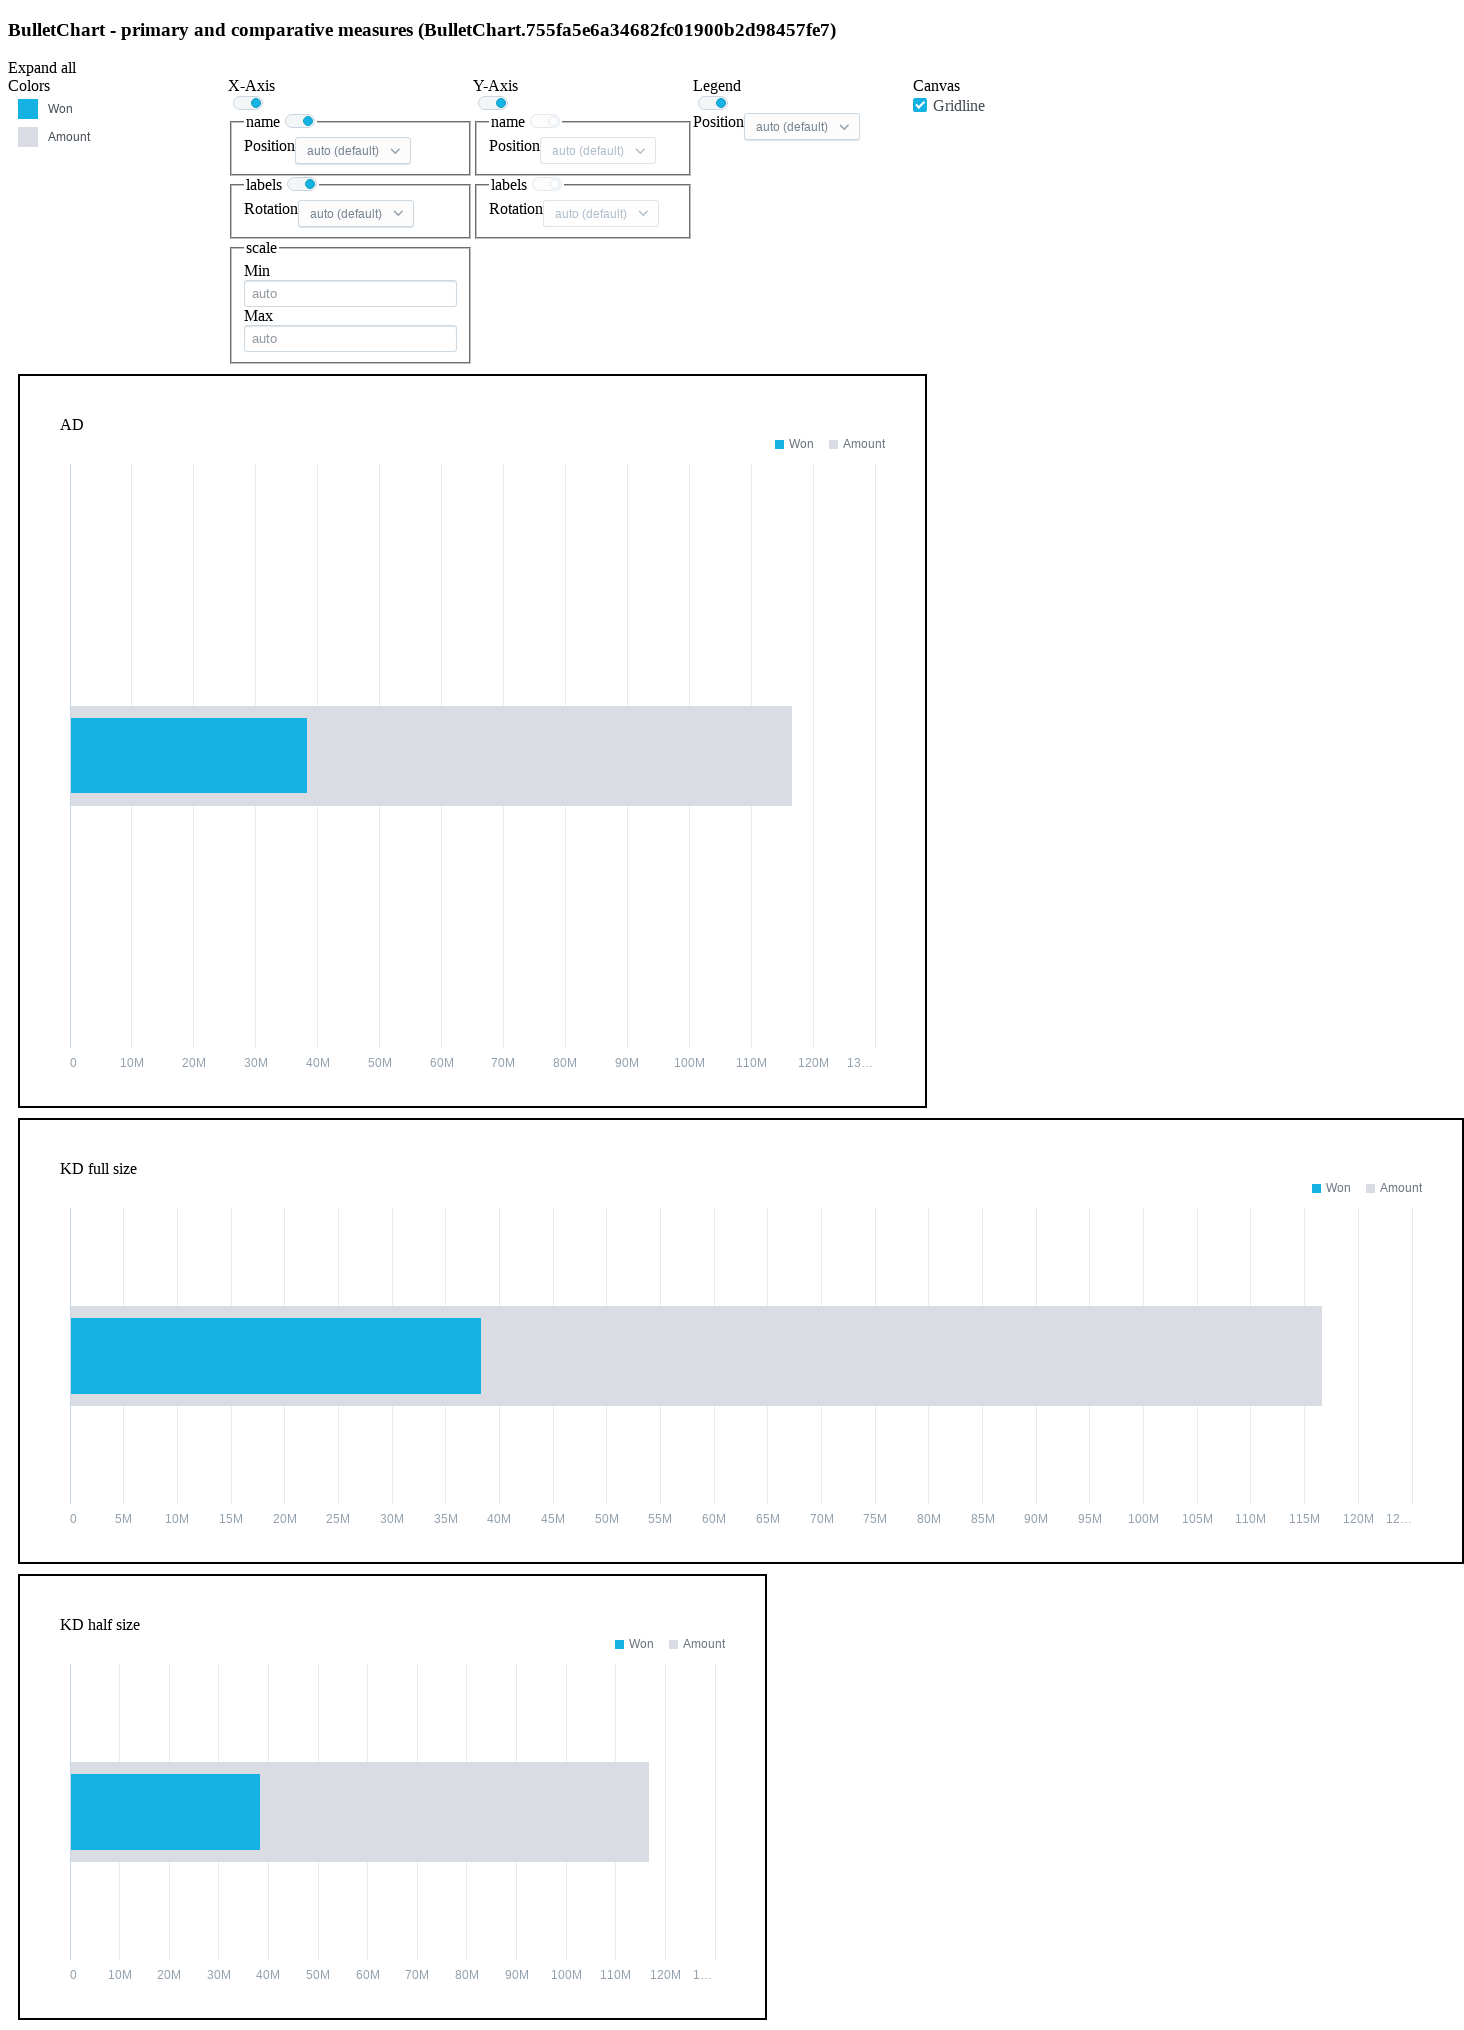 BulletChart - primary and comparative measures (BulletChart.755fa5e6a34682fc01900b2d98457fe7)
Expand all
Colors
Won
Amount
X-Axis
name
Position auto (default)
labels
Rotation auto (default)
scale
Min
auto
Max
auto
Y-Axis
name
Position auto (default)
labels
Rotation auto (default)
Legend
Position auto (default)
Canvas
Gridline
AD
Won Amount
0 10M 20M 30M 40M 50M 60M 70M 80M 90M 100M 110M 120M 13...
KD full size
Won Amount
0 5M 10M 15M 20M 25M 30M 35M 40M 45M 50M 55M 60M 65M 70M 75M 80M 85M 90M 95M 100M 105M 110M 115M 120M 12...
KD half size
Won Amount
0 10M 20M 30M 40M 50M 60M 70M 80M 90M 100M 110M 120M 1...